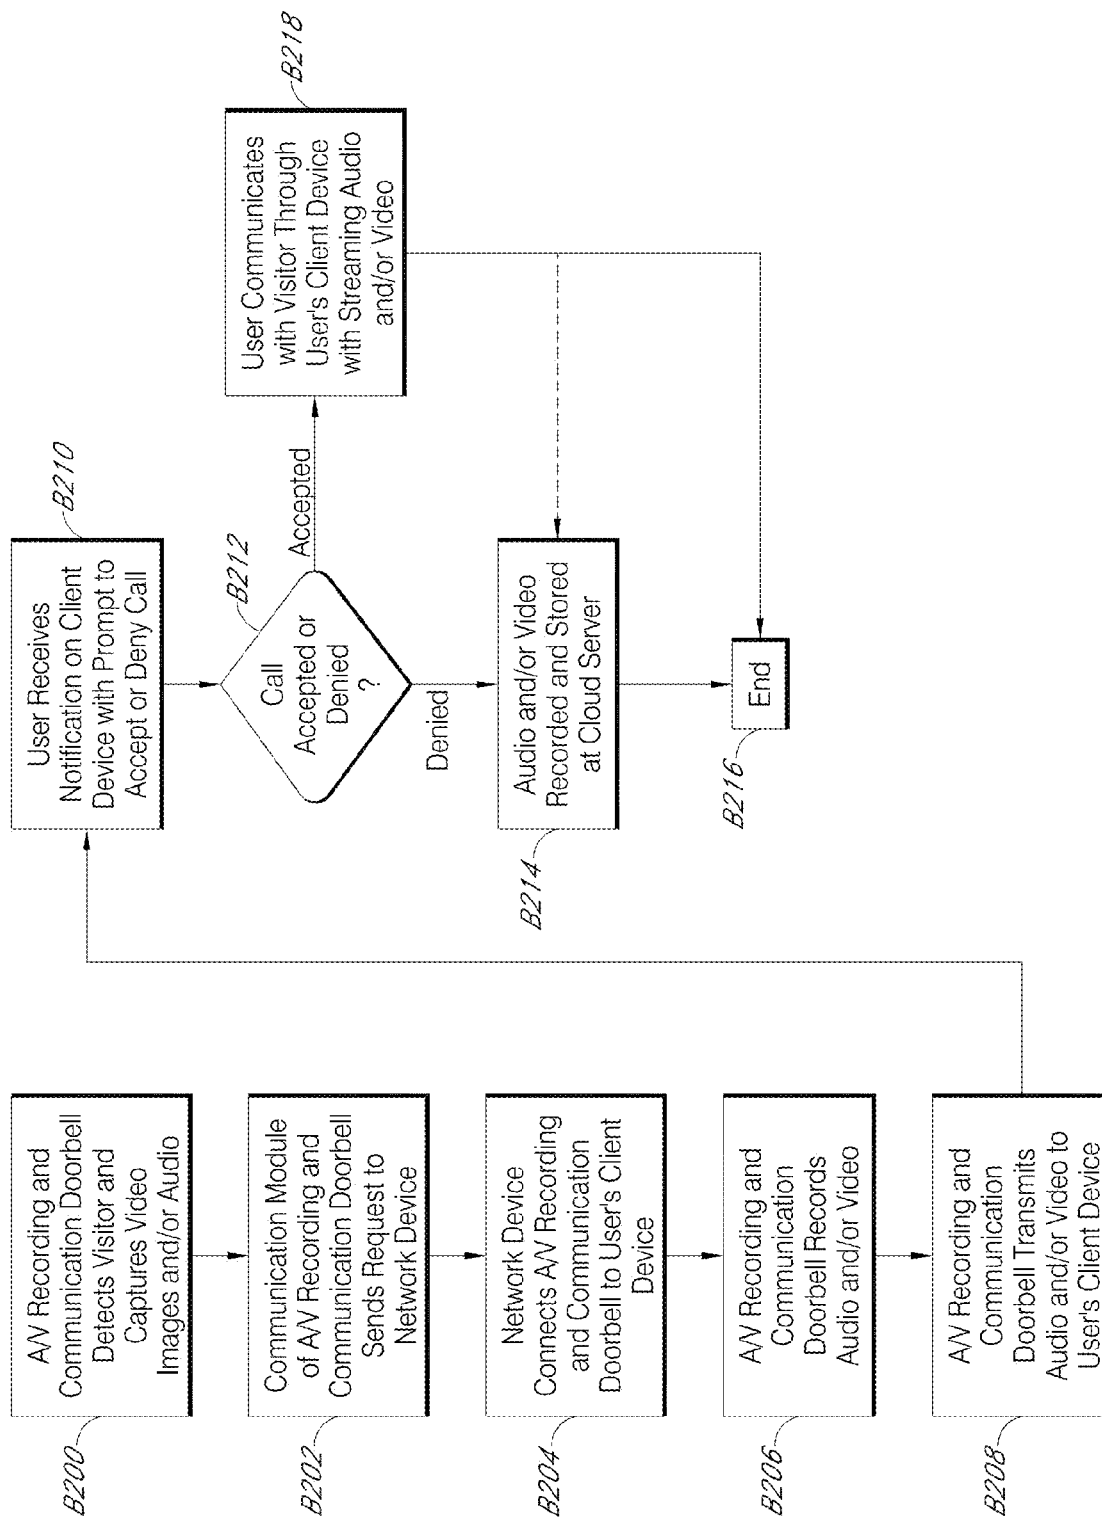 A/V Recording and
Communication Doorbell
Detects Visitor and
Captures Video
Images and/or Audio
B200
Communication Module
of A/V Recording and
Communication Doorbell
Sends Request to
Network Device
B202
Network Device
Connects A/V Recording
and Communication
Doorbell to User's Client
Device
B204
A/V Recording and
Communication
Doorbell Records
Audio and/or Video
B206
A/V Recording and
Communication
Doorbell Transmits
Audio and/or Video to
User's Client Device
B208
User Receives
Notification on Client
Device with Prompt to
Accept or Deny Call
B210
Call
Accepted or
Denied
?
B212
Accepted
Denied
User Communicates
with Visitor Through
User's Client Device
with Streaming Audio
and/or Video
B218
Audio and/or Video
Recorded and Stored
at Cloud Server
B214
End
B216